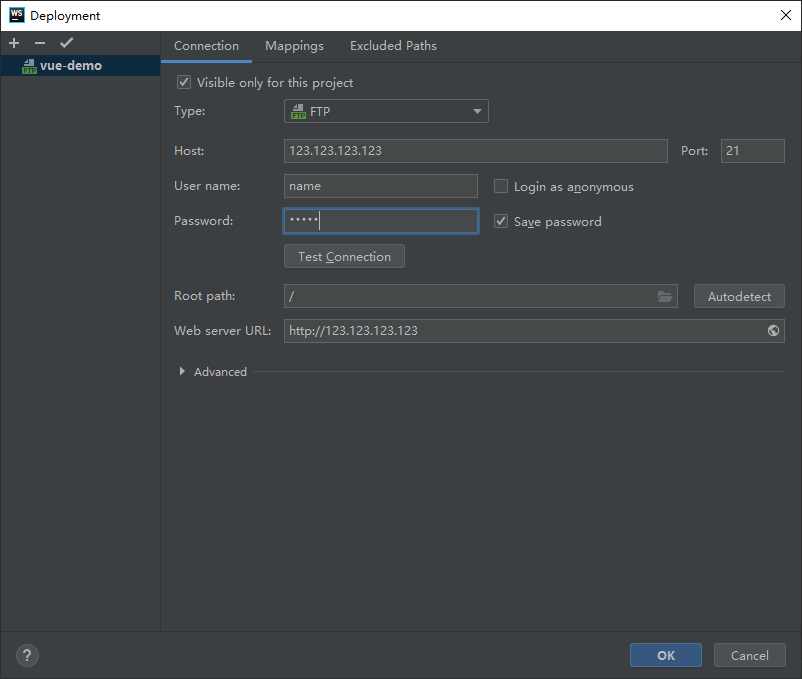 WS Deployment
Connection Mappings Excluded Paths
FTP vue-demo
Visible only for this project
Type: FTP FTP
Host: 123.123.123.123 Port: 21
User name: name Login as anonymous
Password: ••••• Save password
Test Connection
Root path: / Autodetect
Web server URL: http://123.123.123.123
Advanced
? OK Cancel